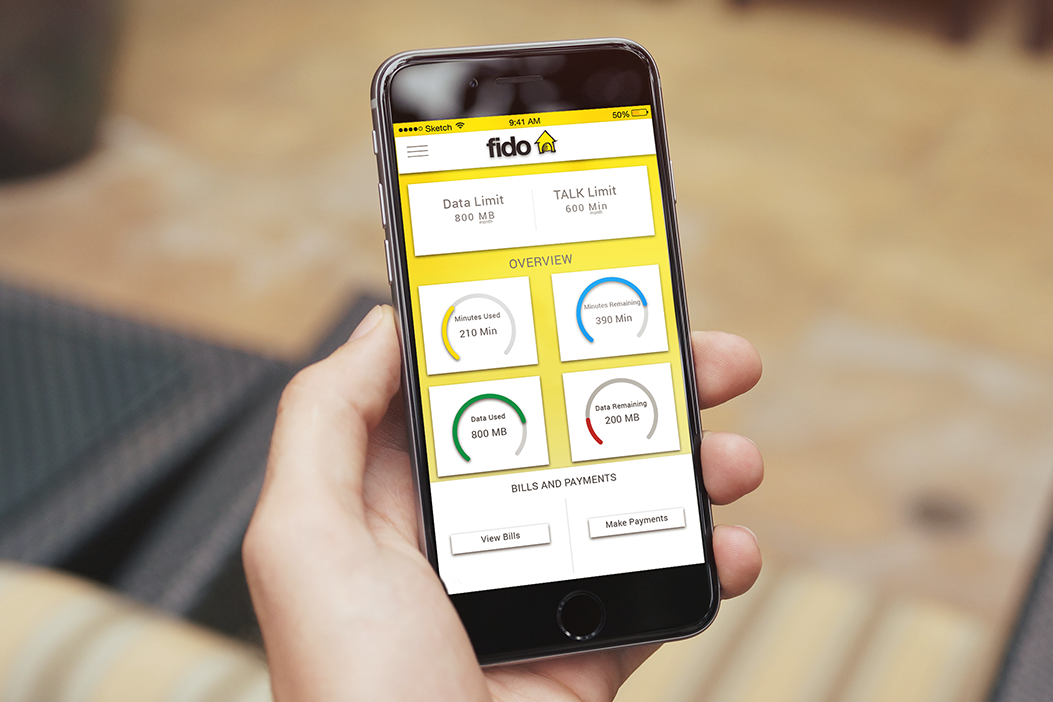 Sketch 9:41 AM 50%
fido
Data Limit
800 MB
month
TALK Limit
600 Min
month
OVERVIEW
Minutes Used
210 Min
Minutes Remaining
390 Min
Data Used
800 MB
Data Remaining
200 MB
BILLS AND PAYMENTS
View Bills
Make Payments